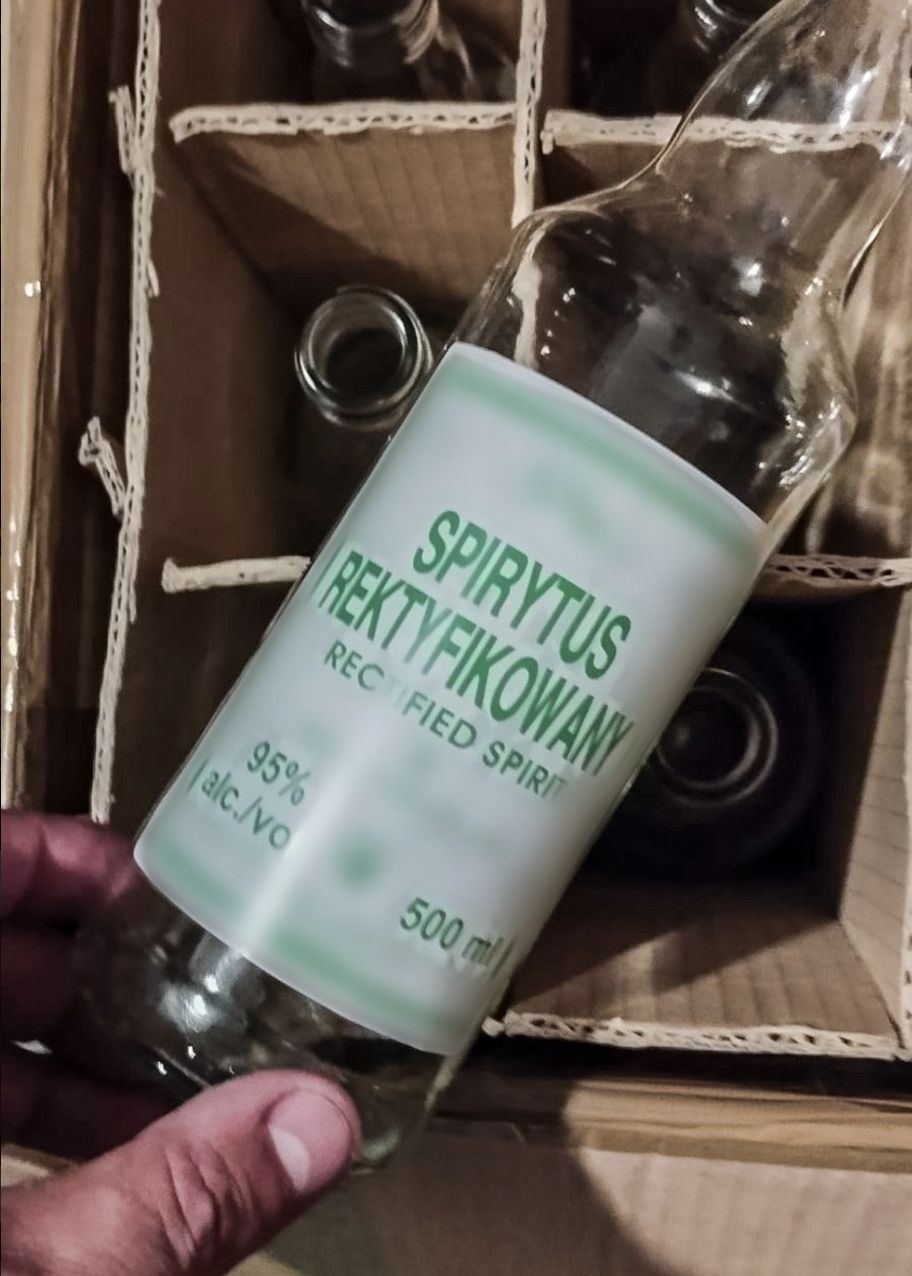 SPIRYTUS
REKTYFIKOWANY
RECTIFIED SPIRIT
95%
alc./vo
500 ml